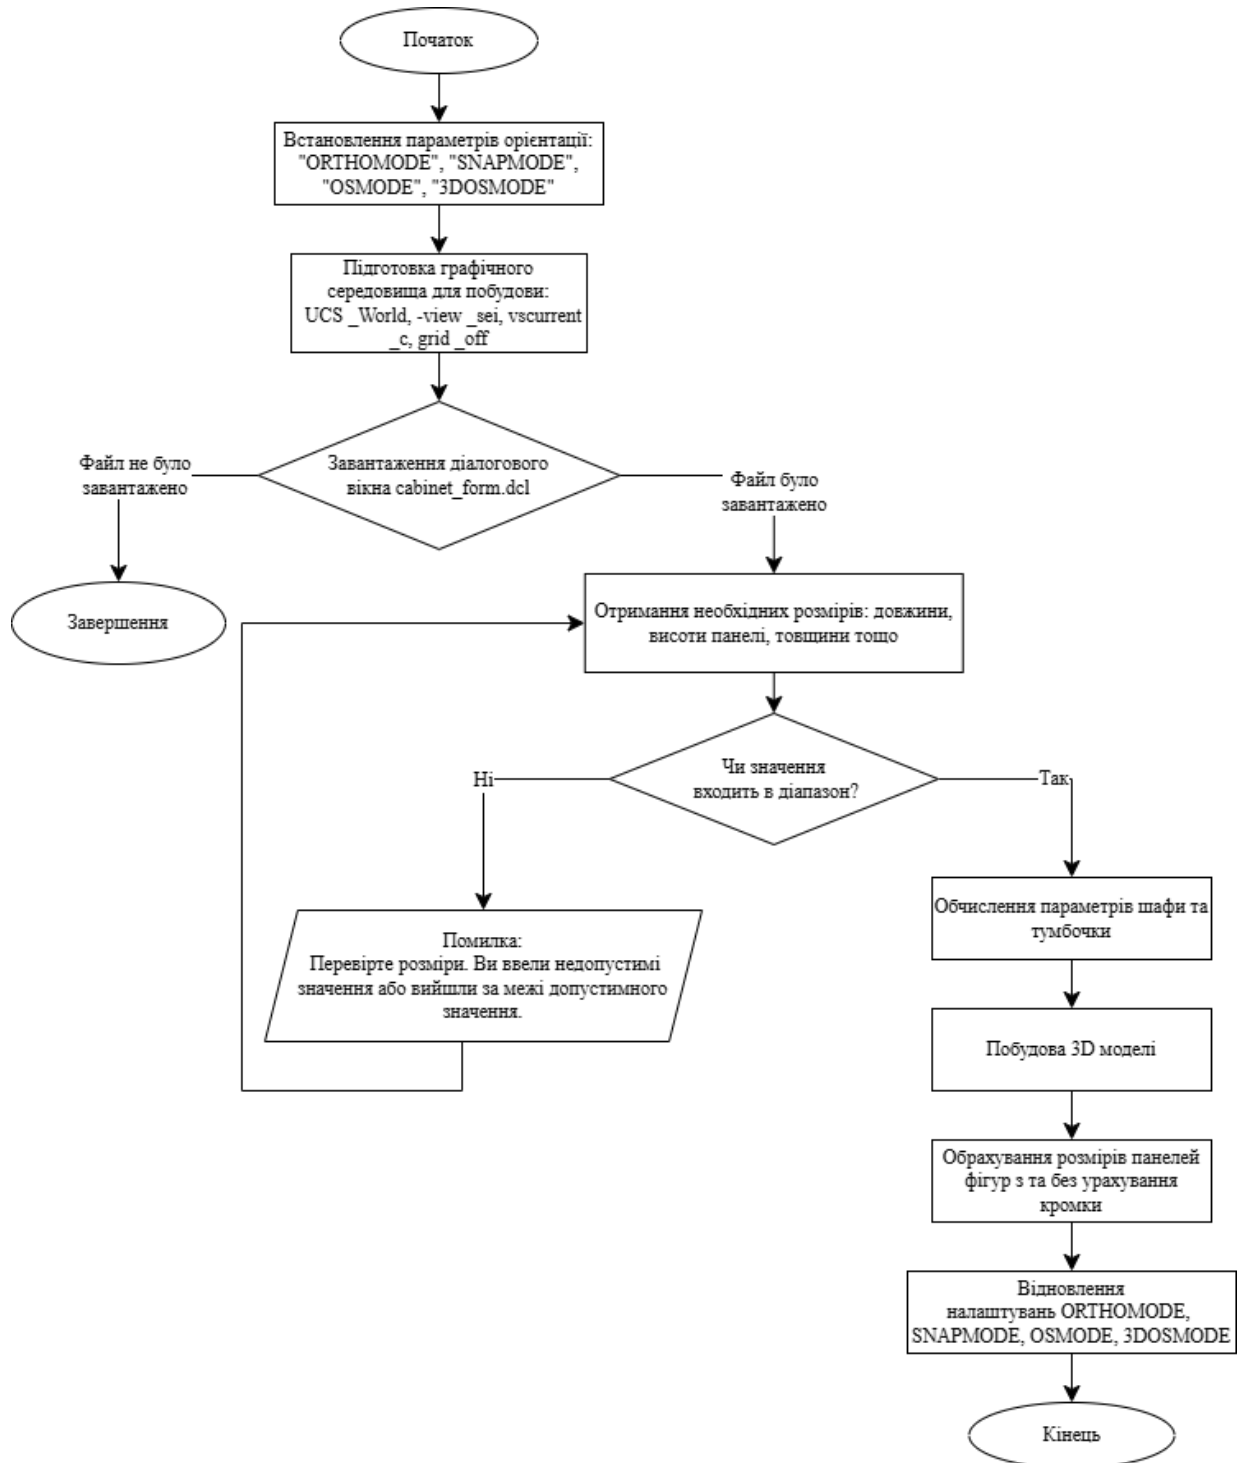 Початок
Встановлення параметрів орієнтації:
"ORTHOMODE", "SNAPMODE",
"OSMODE", "3DOSMODE"
Підготовка графічного
середовища для побудови:
UCS _World, -view _sei, vscurrent
_c, grid _off
Завантаження діалогового
вікна cabinet_form.dcl
Файл не було
завантажено
Файл було
завантажено
Завершення
Отримання необхідних розмірів: довжини,
висоти панелі, товщини тощо
Чи значення
входить в діапазон?
Ні
Так
Обчислення параметрів шафи та
тумбочки
Помилка:
Перевірте розміри. Ви ввели недопустимі
значення або вийшли за межі допустимного
значення.
Побудова 3D моделі
Обрахування розмірів панелей
фігур з та без урахування
кромки
Відновлення
налаштувань ORTHOMODE,
SNAPMODE, OSMODE, 3DOSMODE
Кінець